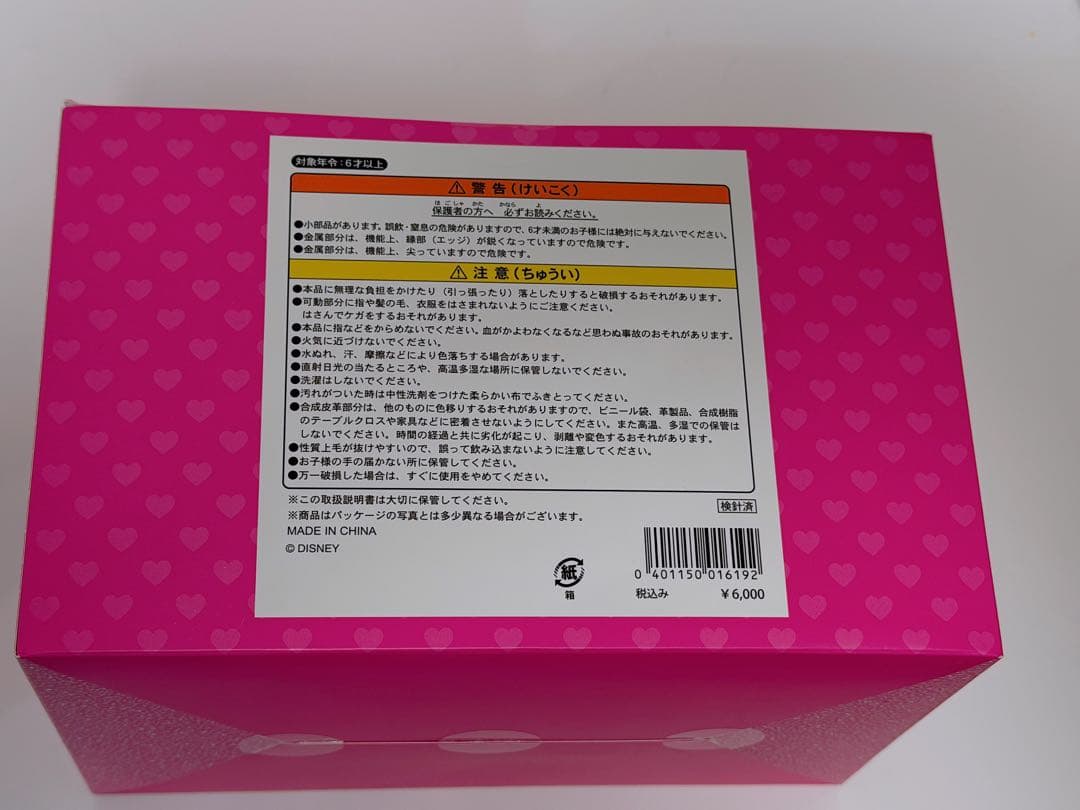 対象年令:6才以上
⚠警告(けいこく)
保護者の方へ 必ずお読みください。
●小部品があります。誤飲・窒息の危険がありますので、6才未満のお子様には絶対に与えないでください。
●金属部分は、機能上、縁部(エッジ)が鋭くなっていますので危険です。
●金属部分は、機能上、尖っていますので危険です。
⚠注意(ちゅうい)
●本品に無理な負担をかけたり(引っ張ったり)落としたりすると破損するおそれがあります。
●可動部分に指や髪の毛、衣服をはさまれないようにご注意ください。
はさんでケガをするおそれがあります。
●本品に指などをからめないでください。血がかよわなくなるなど思わぬ事故のおそれがあります。
●火気に近づけないでください。
●水ぬれ、汗、摩擦などにより色落ちする場合があります。
●直射日光の当たるところや、高温多湿な場所に保管しないでください。
●洗濯はしないでください。
●汚れがついた時は中性洗剤をつけた柔らかい布でふきとってください。
●合成皮革部分は、他のものに色移りするおそれがありますので、ビニール袋、革製品、合成樹脂
のテーブルクロスや家具などに密着させないようにしてください。また高温、多湿での保管は
しないでください。時間の経過と共に劣化が起こり、剥離や変色するおそれがあります。
●性質上毛が抜けやすいので、誤って飲み込まないように注意してください。
●お子様の手の届かない所に保管してください。
●万一破損した場合は、すぐに使用をやめてください。
※この取扱説明書は大切に保管してください。
※商品はパッケージの写真とは多少異なる場合がございます。
検針済
MADE IN CHINA
© DISNEY
紙
箱
0 401150 016192
税込み ¥6,000